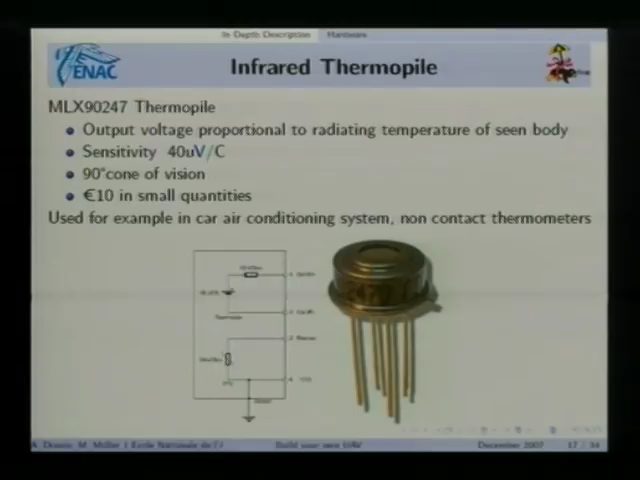 In Depth Description Hardware
ENAC
Infrared Thermopile
MLX90247 Thermopile
Output voltage proportional to radiating temperature of seen body
Sensitivity 40uV/C
90°cone of vision
€10 in small quantities
Used for example in car air conditioning system, non contact thermometers
Build your own UAV
December 2007
17 / 34